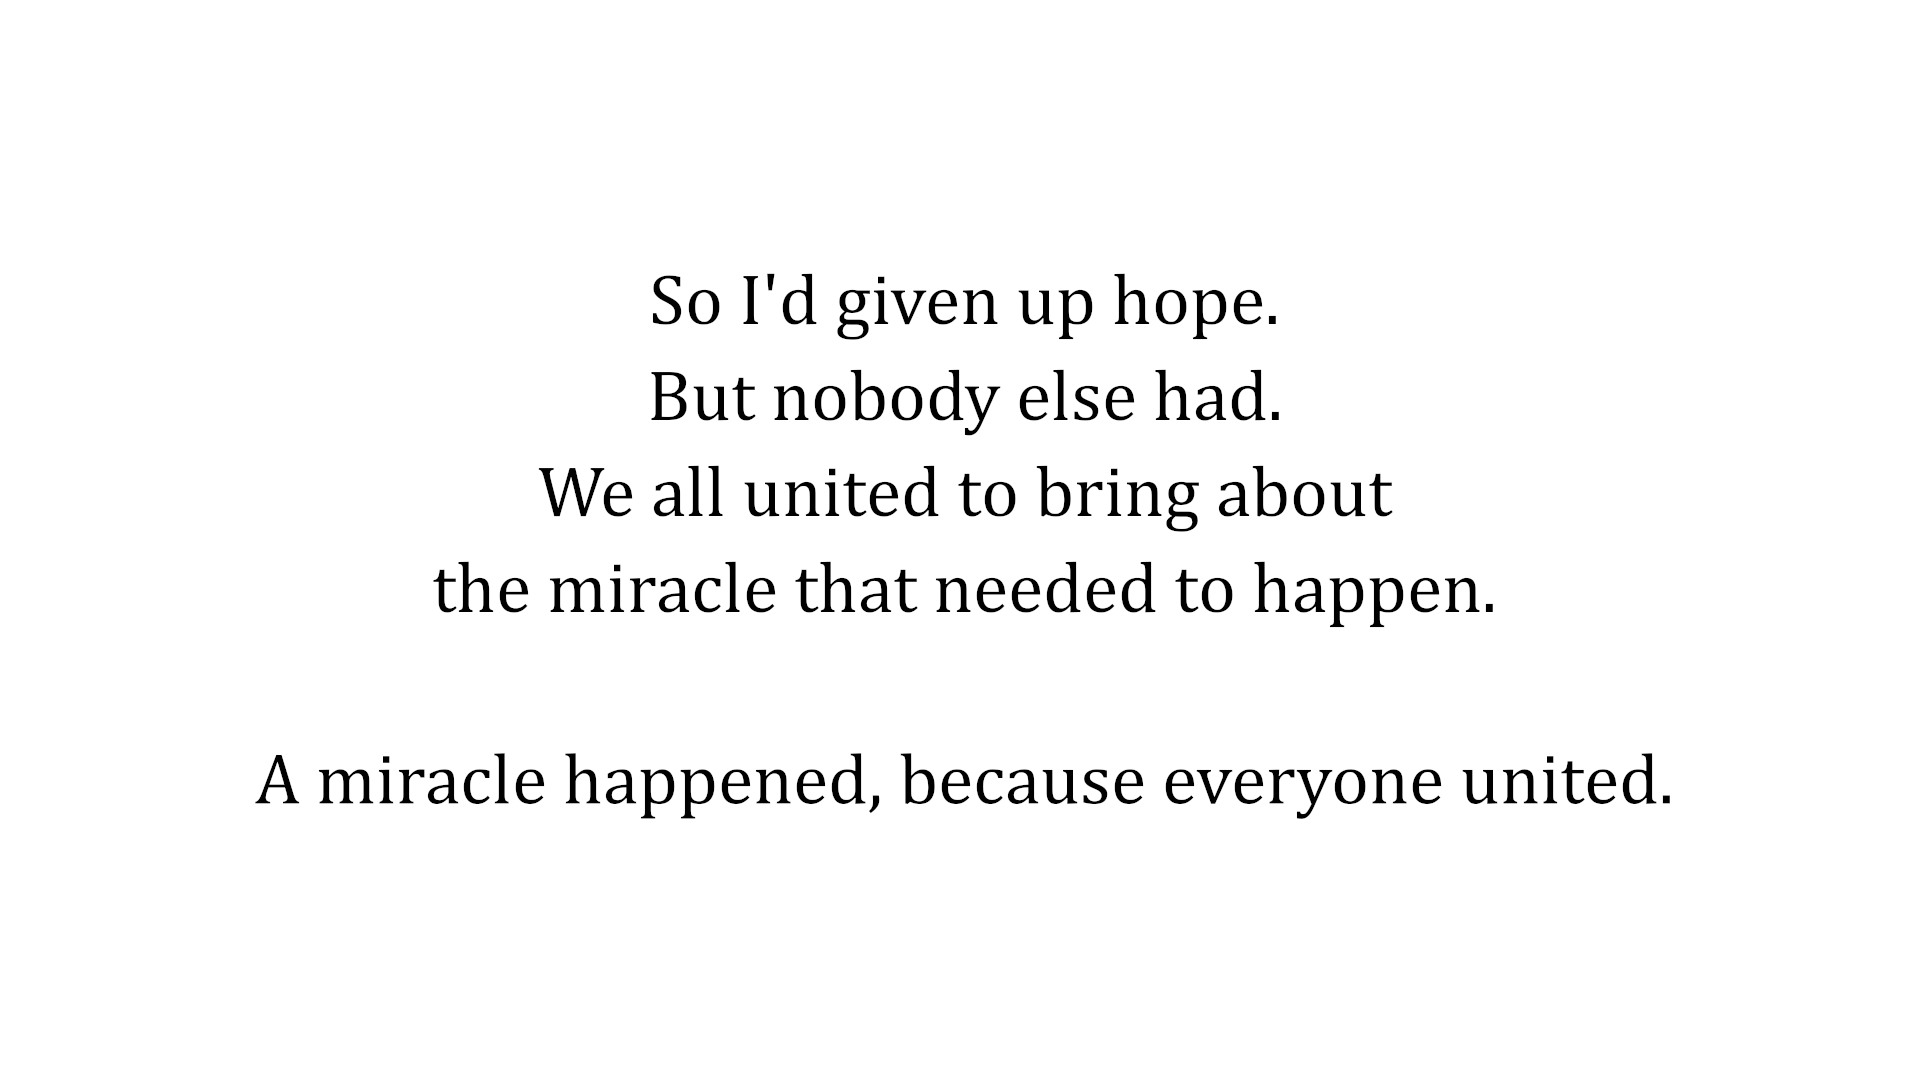 So I'd given up hope.
But nobody else had.
We all united to bring about
the miracle that needed to happen.
A miracle happened, because everyone united.